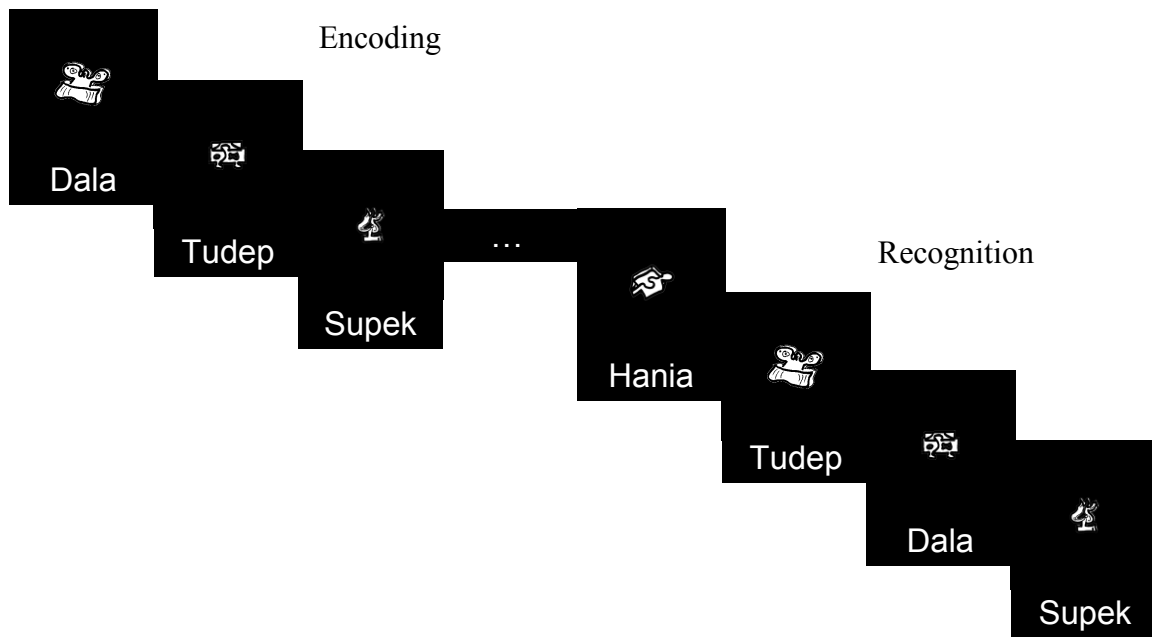 Encoding
Dala
Tudep
Supek
...
Recognition
Hania
Tudep
Dala
Supek